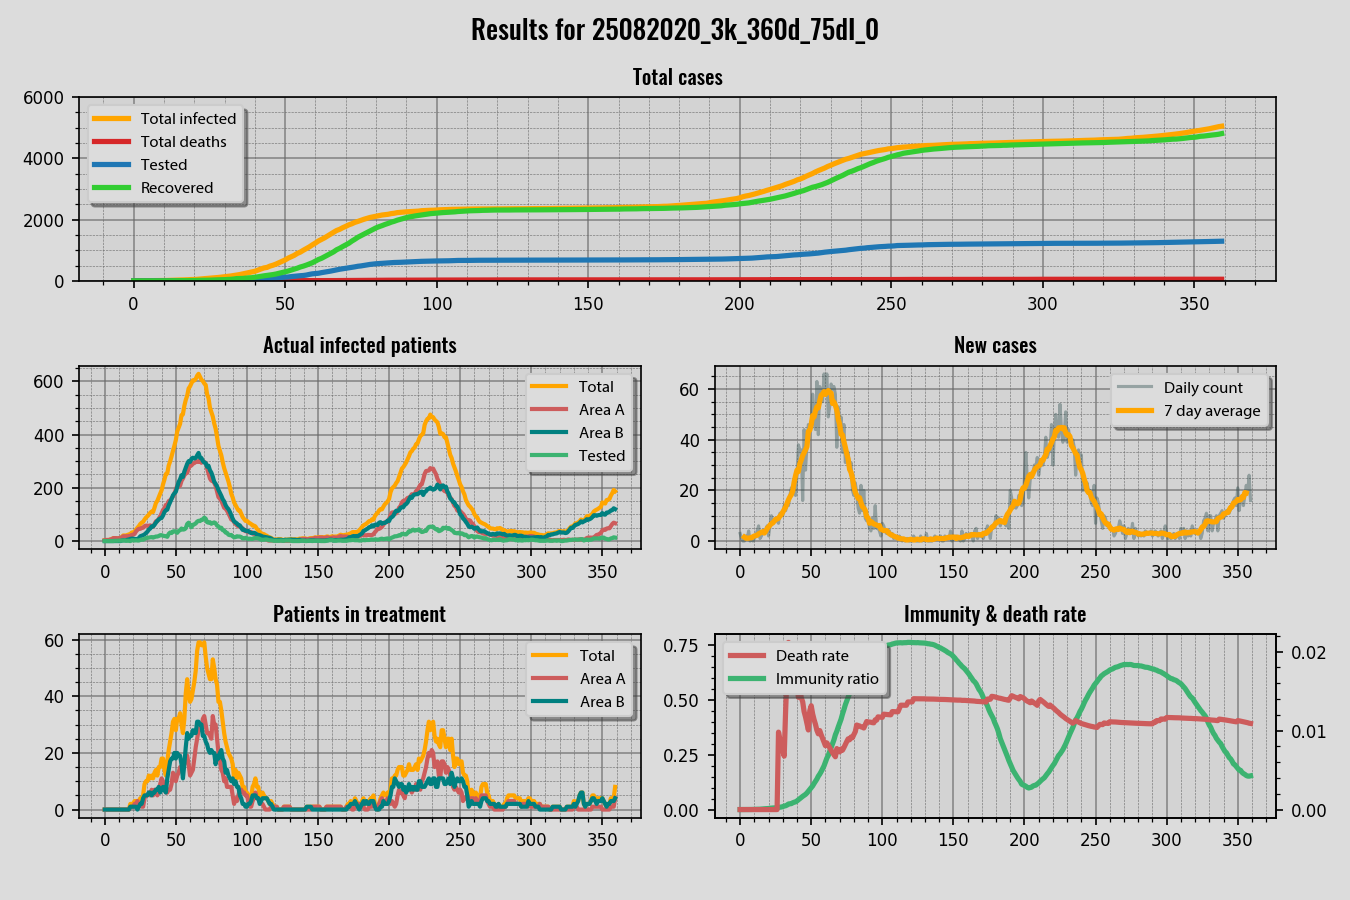 Results for 25082020_3k_360d_75dI_0
Total cases
6000
4000
2000
0
Total infected
Total deaths
Tested
Recovered
0 50 100 150 200 250 300 350
Actual infected patients
600
400
200
0
Total
Area A
Area B
Tested
0 50 100 150 200 250 300 350
New cases
60
40
20
0
Daily count
7 day average
0 50 100 150 200 250 300 350
Patients in treatment
60
40
20
0
Total
Area A
Area B
0 50 100 150 200 250 300 350
Immunity & death rate
0.75
0.50
0.25
0.00
Death rate
Immunity ratio
0.02
0.01
0.00
0 50 100 150 200 250 300 350